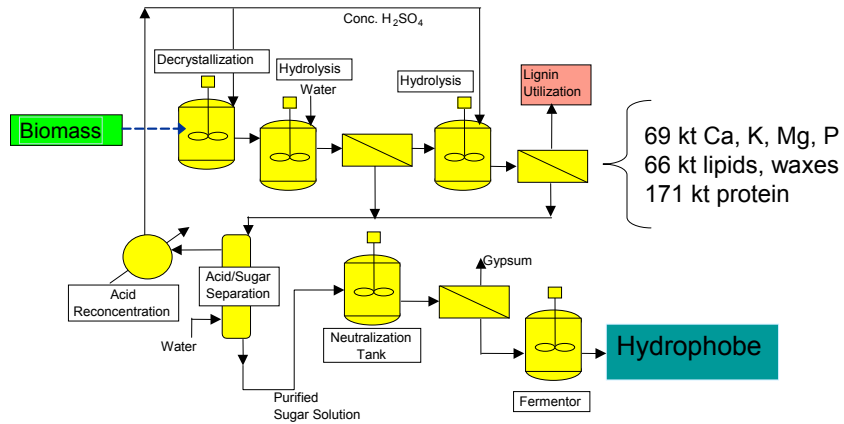 Conc. H₂SO₄
Decrystallization
Hydrolysis
Water
Hydrolysis
Lignin
Utilization
Biomass
69 kt Ca, K, Mg, P
66 kt lipids, waxes
171 kt protein
Acid
Reconcentration
Acid/Sugar
Separation
Water
Purified
Sugar Solution
Neutralization
Tank
Gypsum
Fermentor
Hydrophobe